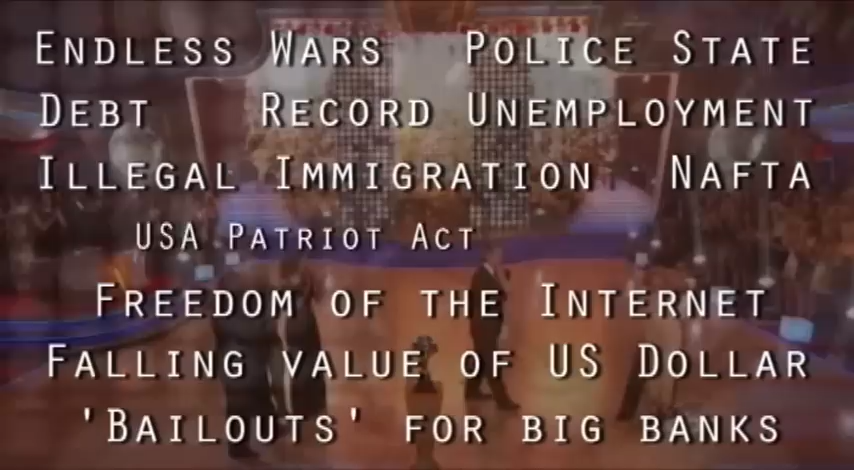 Endless Wars Police State
Debt Record Unemployment
Illegal Immigration Nafta
USA Patriot Act
Freedom of the Internet
Falling value of US Dollar
'Bailouts' for big banks